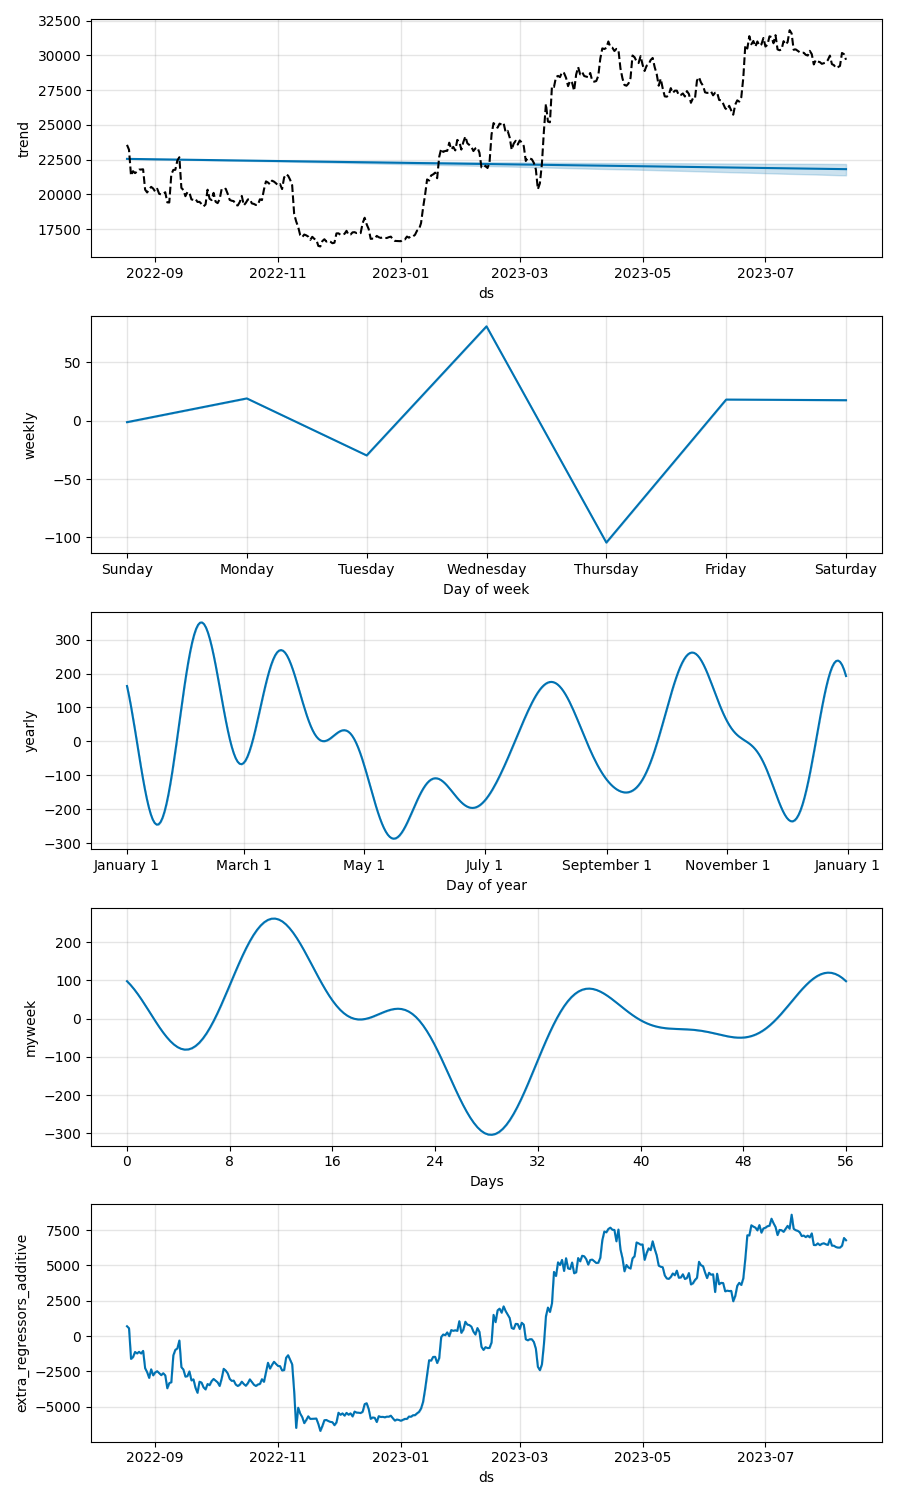 32500
30000
27500
25000
22500
20000
17500
trend
2022-09 2022-11 2023-01 2023-03 2023-05 2023-07
ds
50
0
−50
−100
weekly
Sunday Monday Tuesday Wednesday Thursday Friday Saturday
Day of week
300
200
100
0
−100
−200
−300
yearly
January 1 March 1 May 1 July 1 September 1 November 1 January 1
Day of year
200
100
0
−100
−200
−300
myweek
0 8 16 24 32 40 48 56
Days
7500
5000
2500
0
−2500
−5000
extra_regressors_additive
2022-09 2022-11 2023-01 2023-03 2023-05 2023-07
ds